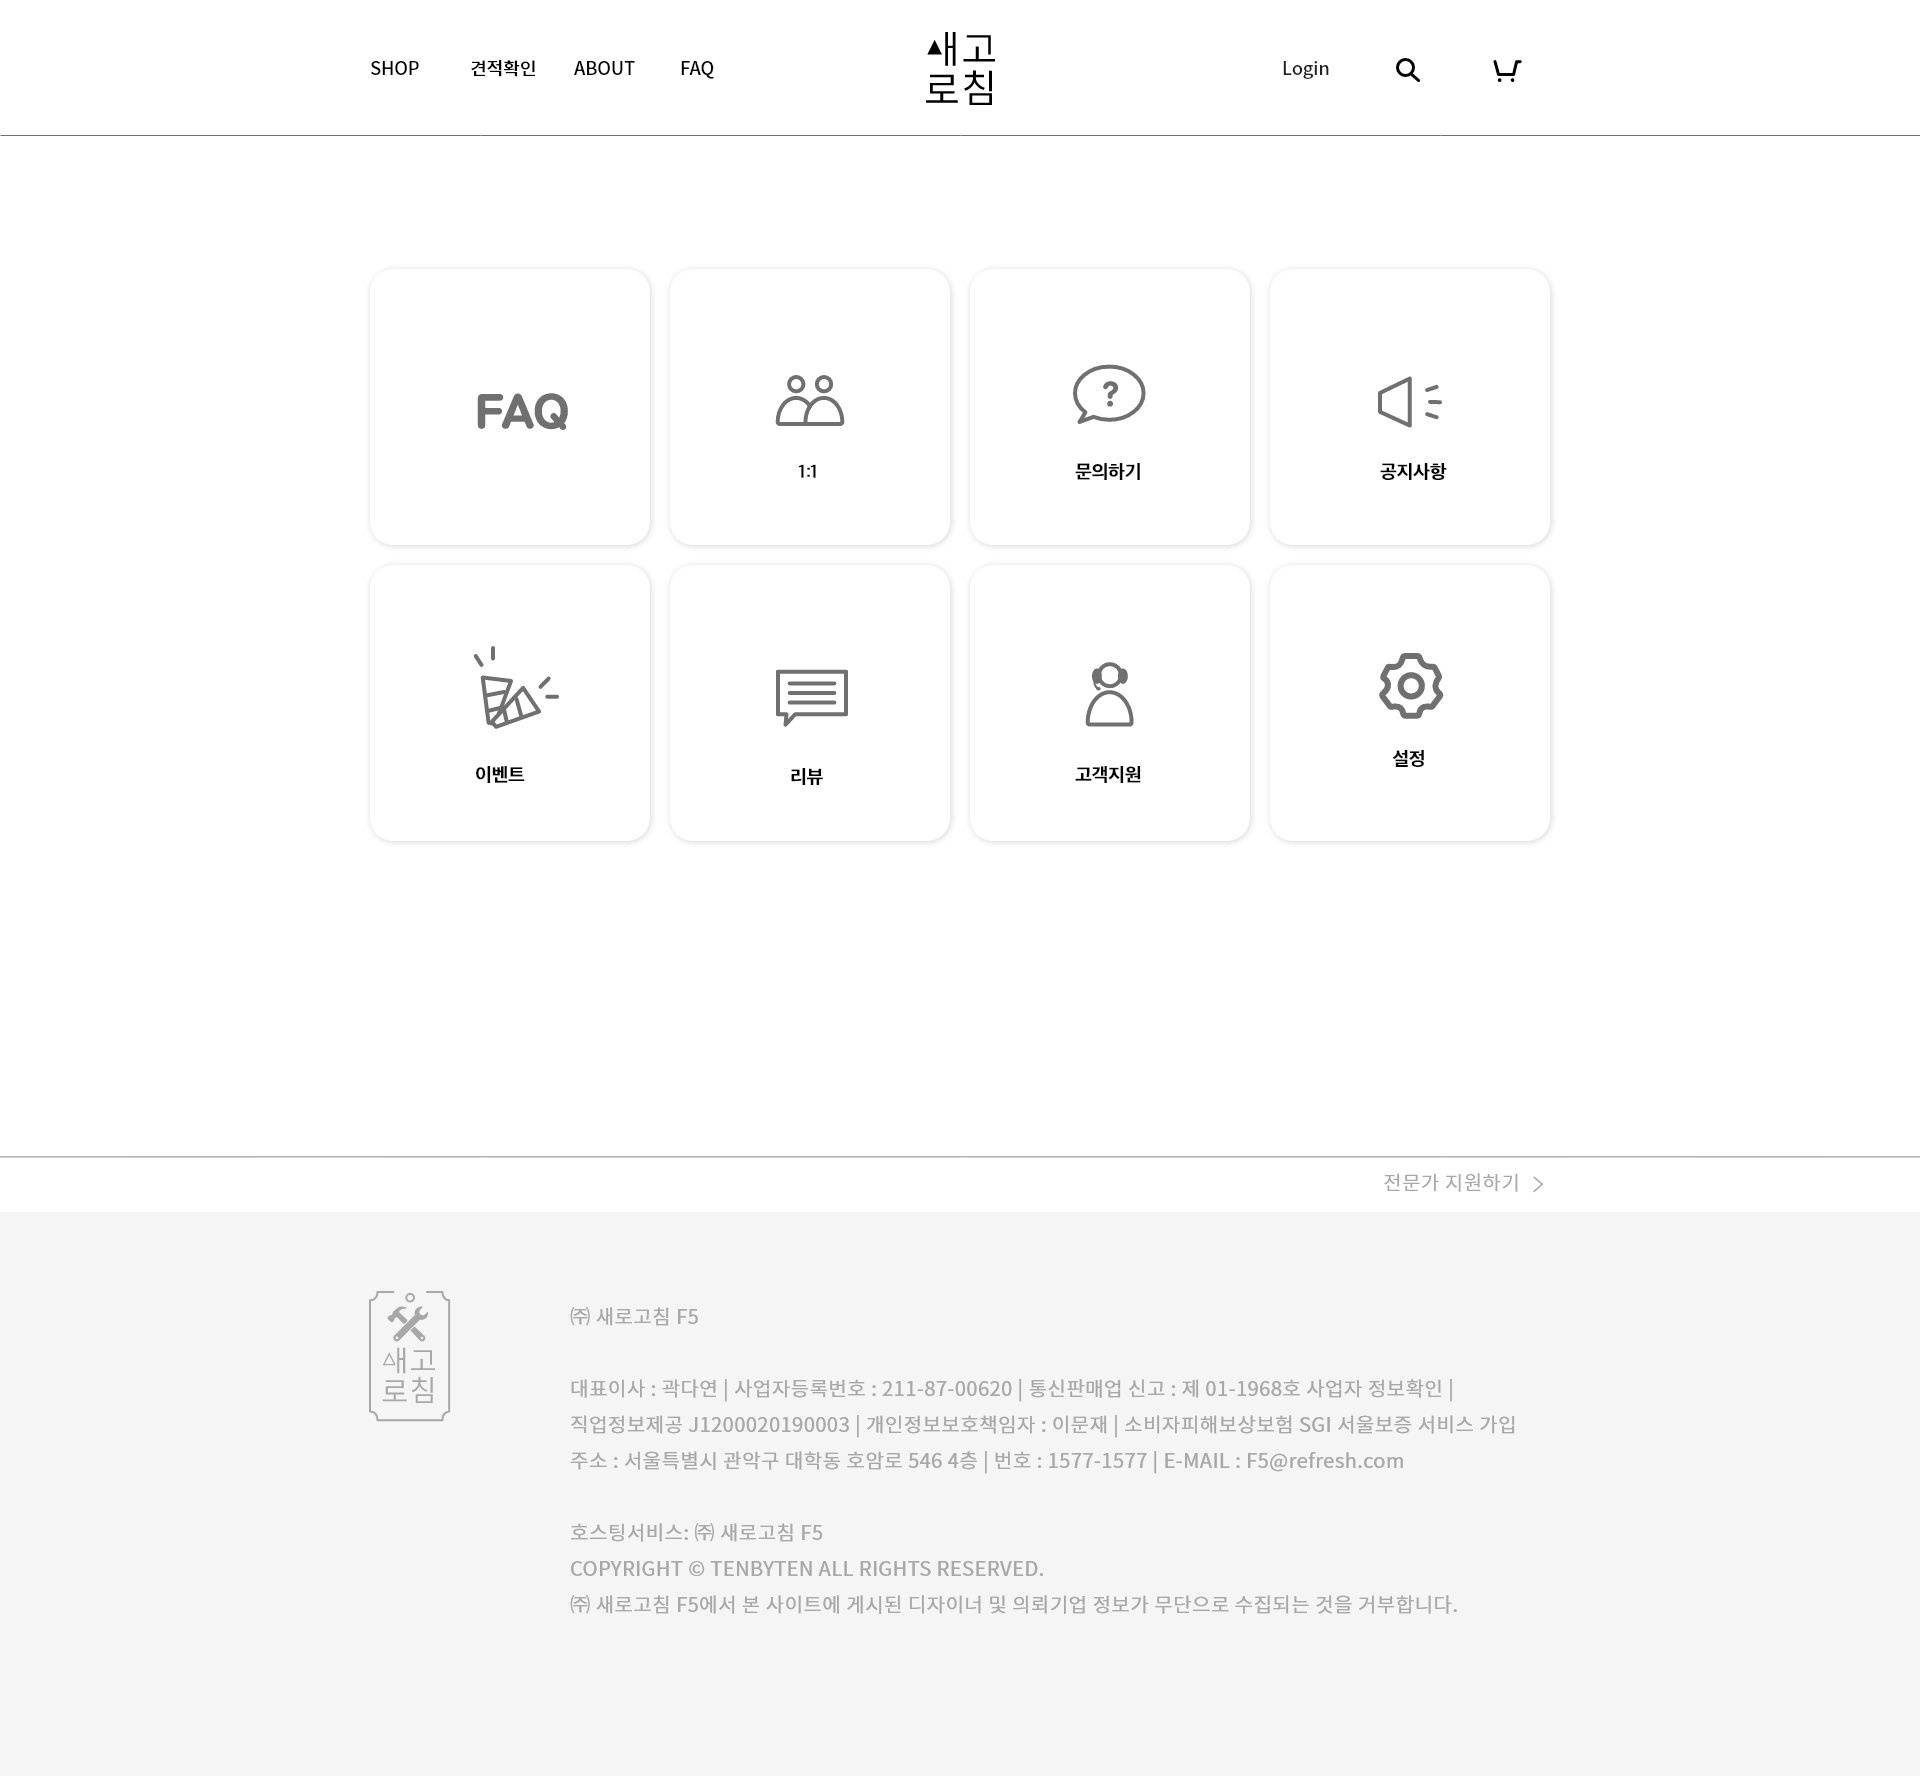 SHOP 견적확인 ABOUT FAQ
새고
로침
Login
FAQ
1:1
?
문의하기
공지사항
이벤트
리뷰
고객지원
설정
전문가 지원하기 >
새고
로침
㈜ 새로고침 F5
대표이사 : 곽다연 | 사업자등록번호 : 211-87-00620 | 통신판매업 신고 : 제 01-1968호 사업자 정보확인 |
직업정보제공 J1200020190003 | 개인정보보호책임자 : 이문재 | 소비자피해보상보험 SGI 서울보증 서비스 가입
주소 : 서울특별시 관악구 대학동 호암로 546 4층 | 번호 : 1577-1577 | E-MAIL : F5@refresh.com
호스팅서비스: ㈜ 새로고침 F5
COPYRIGHT © TENBYTEN ALL RIGHTS RESERVED.
㈜ 새로고침 F5에서 본 사이트에 게시된 디자이너 및 의뢰기업 정보가 무단으로 수집되는 것을 거부합니다.